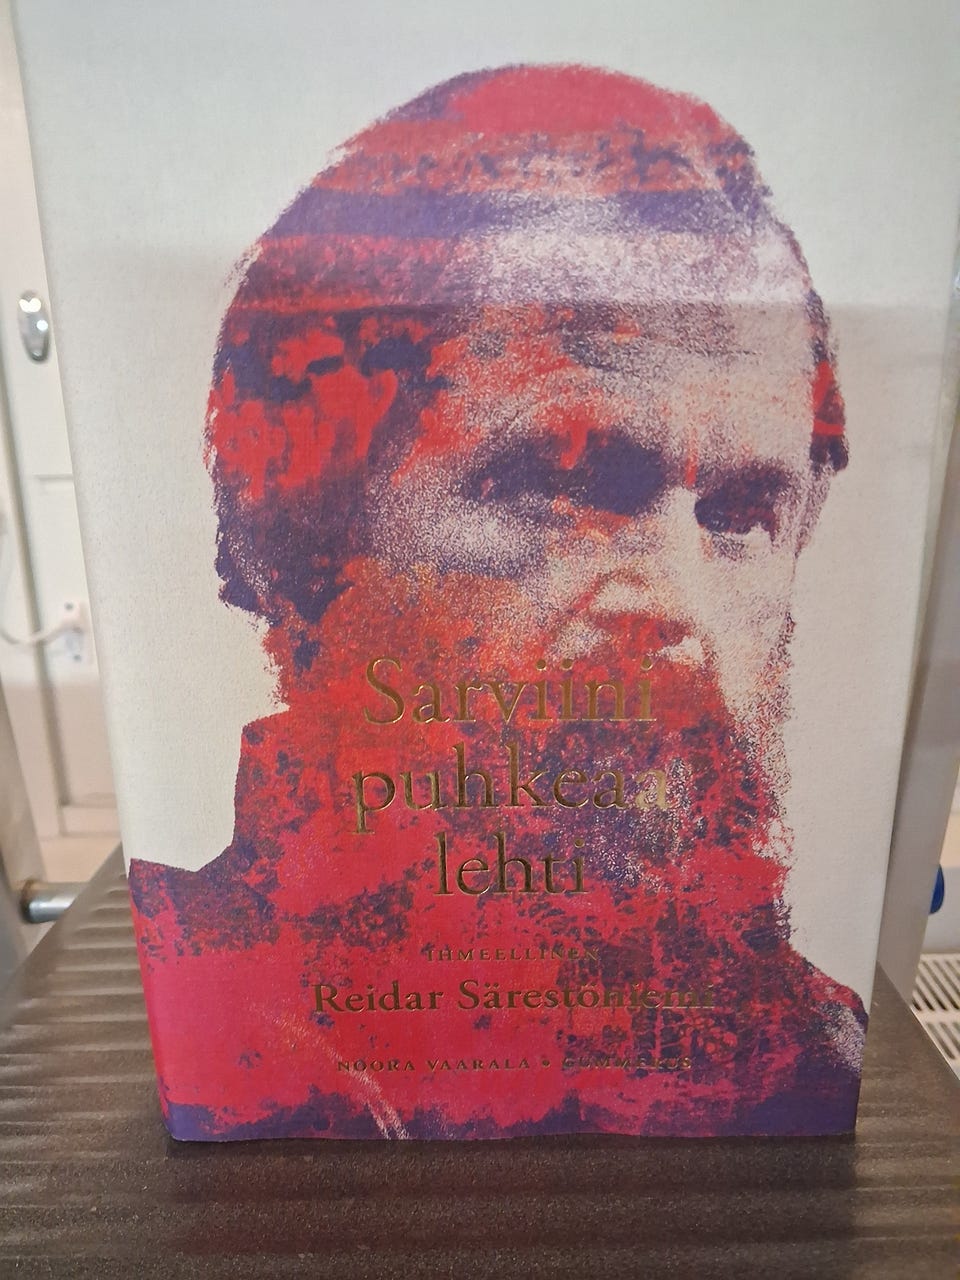 Sarviini
puhkeaa
lehti
IHMEELLINEN
Reidar Särestöniemi
NOORA VAARALA • GUMMERUS